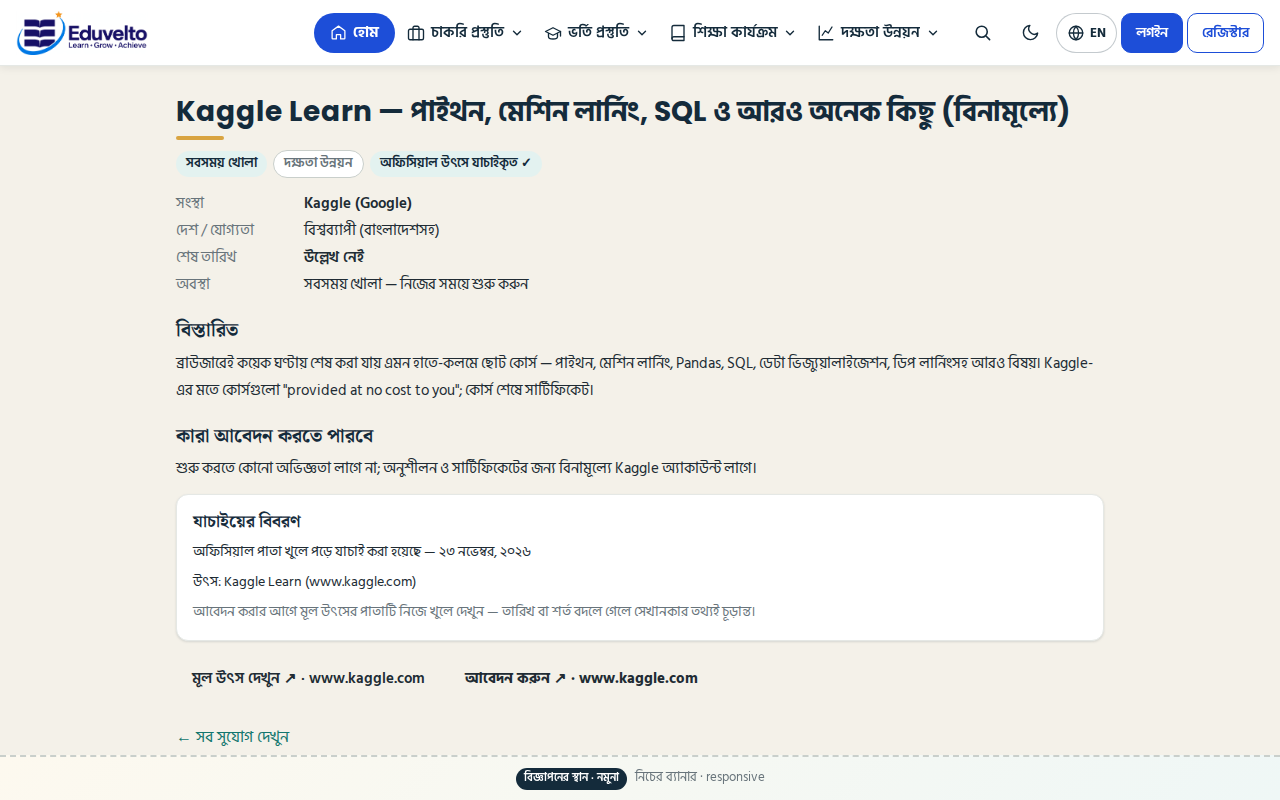 Eduvelto
Learn • Grow • Achieve
হোম
চাকরি প্রস্তুতি
ভর্তি প্রস্তুতি
শিক্ষা কার্যক্রম
দক্ষতা উন্নয়ন
EN
লগইন
রেজিস্টার
Kaggle Learn — পাইথন, মেশিন লার্নিং, SQL ও আরও অনেক কিছু (বিনামূল্যে)
সবসময় খোলা
দক্ষতা উন্নয়ন
অফিসিয়াল উৎসে যাচাইকৃত ✓
সংস্থা Kaggle (Google)
দেশ / যোগ্যতা বিশ্বব্যাপী (বাংলাদেশসহ)
শেষ তারিখ উল্লেখ নেই
অবস্থা সবসময় খোলা — নিজের সময়ে শুরু করুন
বিস্তারিত
ব্রাউজারেই কয়েক ঘণ্টায় শেষ করা যায় এমন হাতে-কলমে ছোট কোর্স — পাইথন, মেশিন লার্নিং, Pandas, SQL, ডেটা ভিজ্যুয়ালাইজেশন, ডিপ লার্নিংসহ আরও বিষয়। Kaggle-
এর মতে কোর্সগুলো "provided at no cost to you"; কোর্স শেষে সার্টিফিকেট।
কারা আবেদন করতে পারবে
শুরু করতে কোনো অভিজ্ঞতা লাগে না; অনুশীলন ও সার্টিফিকেটের জন্য বিনামূল্যে Kaggle অ্যাকাউন্ট লাগে।
যাচাইয়ের বিবরণ
অফিসিয়াল পাতা খুলে পড়ে যাচাই করা হয়েছে — ২৩ নভেম্বর, ২০২৬
উৎস: Kaggle Learn (www.kaggle.com)
আবেদন করার আগে মূল উৎসের পাতাটি নিজে খুলে দেখুন — তারিখ বা শর্ত বদলে গেলে সেখানকার তথ্যই চূড়ান্ত।
মূল উৎস দেখুন ↗ · www.kaggle.com
আবেদন করুন ↗ · www.kaggle.com
← সব সুযোগ দেখুন
বিজ্ঞাপনের স্থান · নমুনা
নিচের ব্যানার · responsive